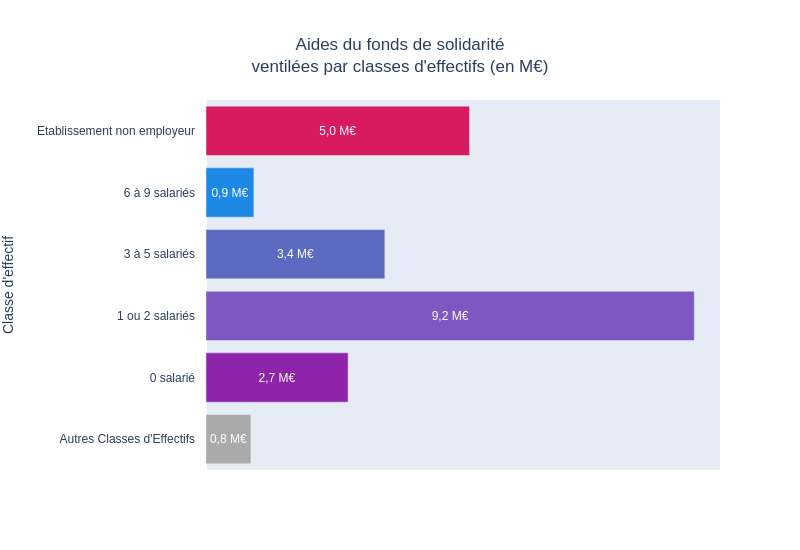 Aides du fonds de solidarité
ventilées par classes d'effectifs (en M€)
Classe d'effectif
Etablissement non employeur
5,0 M€
6 à 9 salariés
0,9 M€
3 à 5 salariés
3,4 M€
1 ou 2 salariés
9,2 M€
0 salarié
2,7 M€
Autres Classes d'Effectifs
0,8 M€